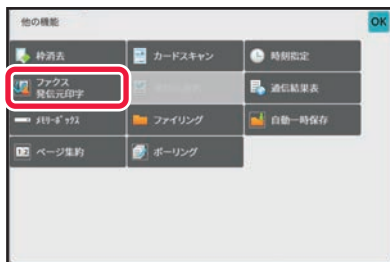 他の機能
OK
枠消去
カードスキャン
時刻指定
ファクス
発信元印字
通信結果表
ﾒﾓﾘｰﾎﾞｯｸｽ
ファイリング
自動一時保存
ページ集約
ポーリング